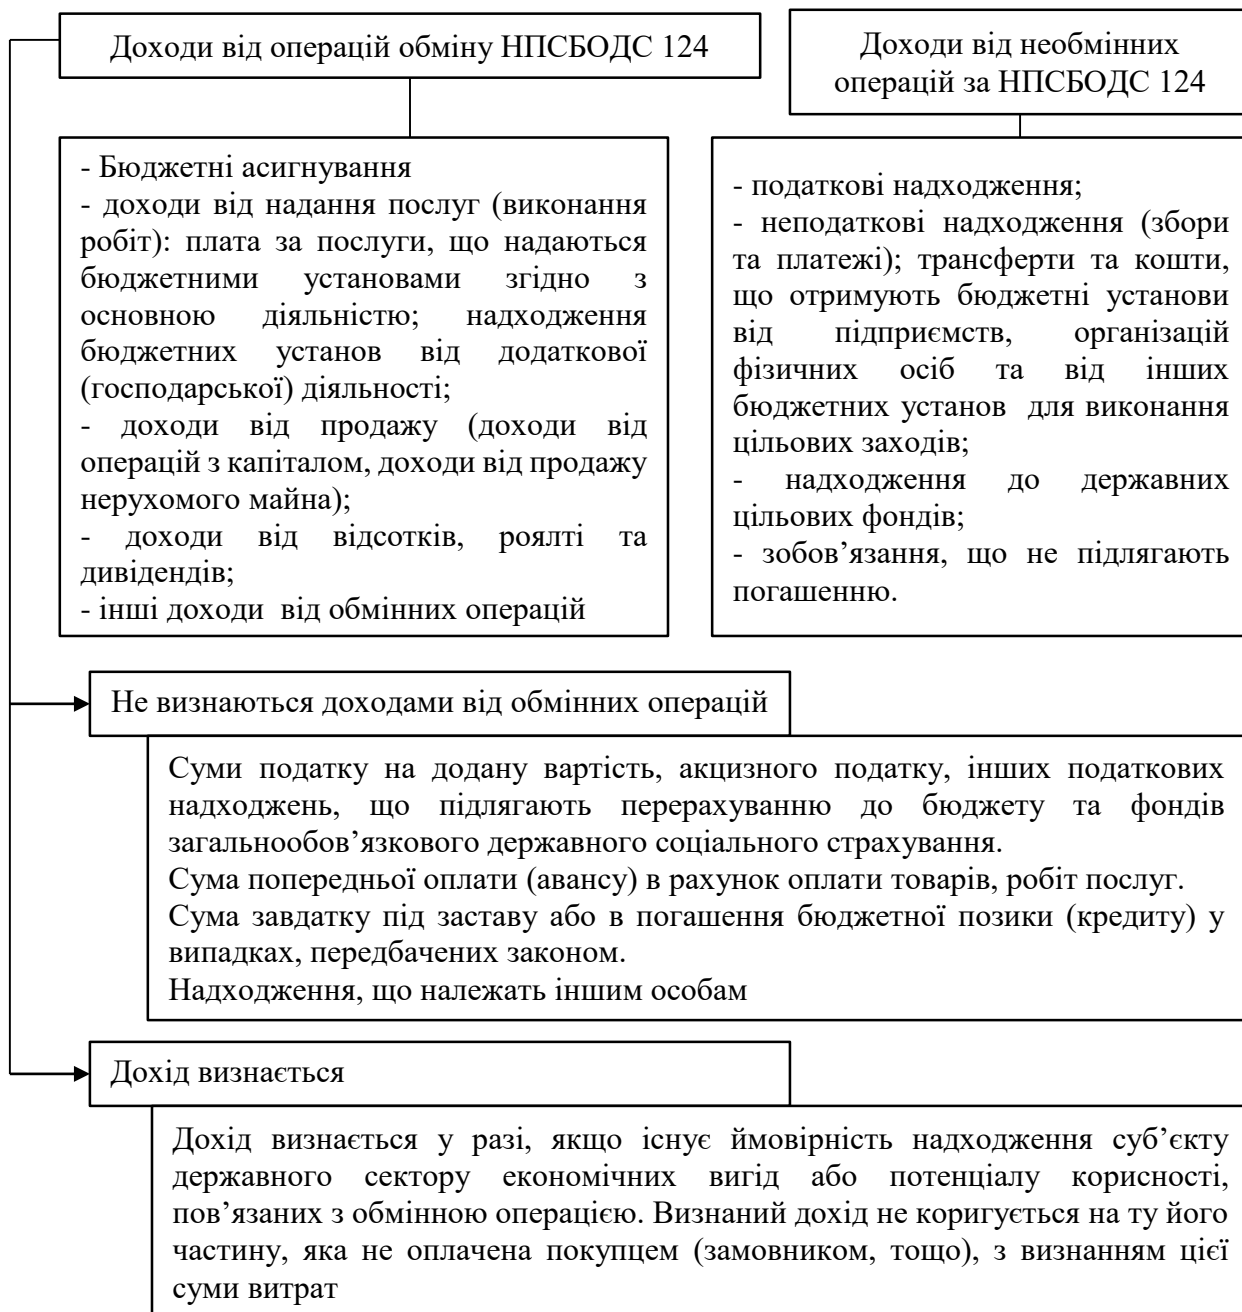 Доходи від операцій обміну НПСБОДС 124
Доходи від необмінних
операцій за НПСБОДС 124
- Бюджетні асигнування
- доходи від надання послуг (виконання
робіт): плата за послуги, що надаються
бюджетними установами згідно з
основною діяльністю; надходження
бюджетних установ від додаткової
(господарської) діяльності;
- доходи від продажу (доходи від
операцій з капіталом, доходи від продажу
нерухомого майна);
- доходи від відсотків, роялті та
дивідендів;
- інші доходи від обмінних операцій
- податкові надходження;
- неподаткові надходження (збори
та платежі); трансферти та кошти,
що отримують бюджетні установи
від підприємств, організацій
фізичних осіб та від інших
бюджетних установ для виконання
цільових заходів;
- надходження до державних
цільових фондів;
- зобов’язання, що не підлягають
погашенню.
Не визнаються доходами від обмінних операцій
Суми податку на додану вартість, акцизного податку, інших податкових
надходжень, що підлягають перерахуванню до бюджету та фондів
загальнообов’язкового державного соціального страхування.
Сума попередньої оплати (авансу) в рахунок оплати товарів, робіт послуг.
Сума завдатку під заставу або в погашення бюджетної позики (кредиту) у
випадках, передбачених законом.
Надходження, що належать іншим особам
Дохід визнається
Дохід визнається у разі, якщо існує ймовірність надходження суб’єкту
державного сектору економічних вигід або потенціалу корисності,
пов’язаних з обмінною операцією. Визнаний дохід не коригується на ту його
частину, яка не оплачена покупцем (замовником, тощо), з визнанням цієї
суми витрат